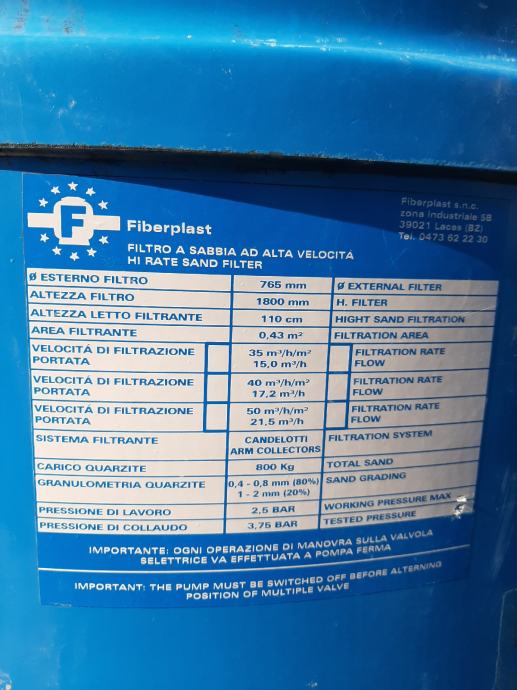 F
Fiberplast
Fiberplast s.n.c.
zona industriale 5B
39021 Laces (BZ)
Tel. 0473 62 22 30
FILTRO A SABBIA AD ALTA VELOCITÁ
HI RATE SAND FILTER
Ø ESTERNO FILTRO 765 mm Ø EXTERNAL FILTER
ALTEZZA FILTRO 1800 mm H. FILTER
ALTEZZA LETTO FILTRANTE 110 cm HIGHT SAND FILTRATION
AREA FILTRANTE 0,43 m² FILTRATION AREA
VELOCITÁ DI FILTRAZIONE 35 m³/h/m² FILTRATION RATE
PORTATA 15,0 m³/h FLOW
VELOCITÁ DI FILTRAZIONE 40 m³/h/m² FILTRATION RATE
PORTATA 17,2 m³/h FLOW
VELOCITÁ DI FILTRAZIONE 50 m³/h/m² FILTRATION RATE
PORTATA 21,5 m³/h FLOW
SISTEMA FILTRANTE CANDELOTTI FILTRATION SYSTEM
ARM COLLECTORS
CARICO QUARZITE 800 Kg TOTAL SAND
GRANULOMETRIA QUARZITE 0,4 - 0,8 mm (80%) SAND GRADING
1 - 2 mm (20%)
PRESSIONE DI LAVORO 2,5 BAR WORKING PRESSURE MAX
PRESSIONE DI COLLAUDO 3,75 BAR TESTED PRESSURE
IMPORTANTE: OGNI OPERAZIONE DI MANOVRA SULLA VALVOLA
SELETTRICE VA EFFETTUATA A POMPA FERMA
IMPORTANT: THE PUMP MUST BE SWITCHED OFF BEFORE ALTERNING
POSITION OF MULTIPLE VALVE